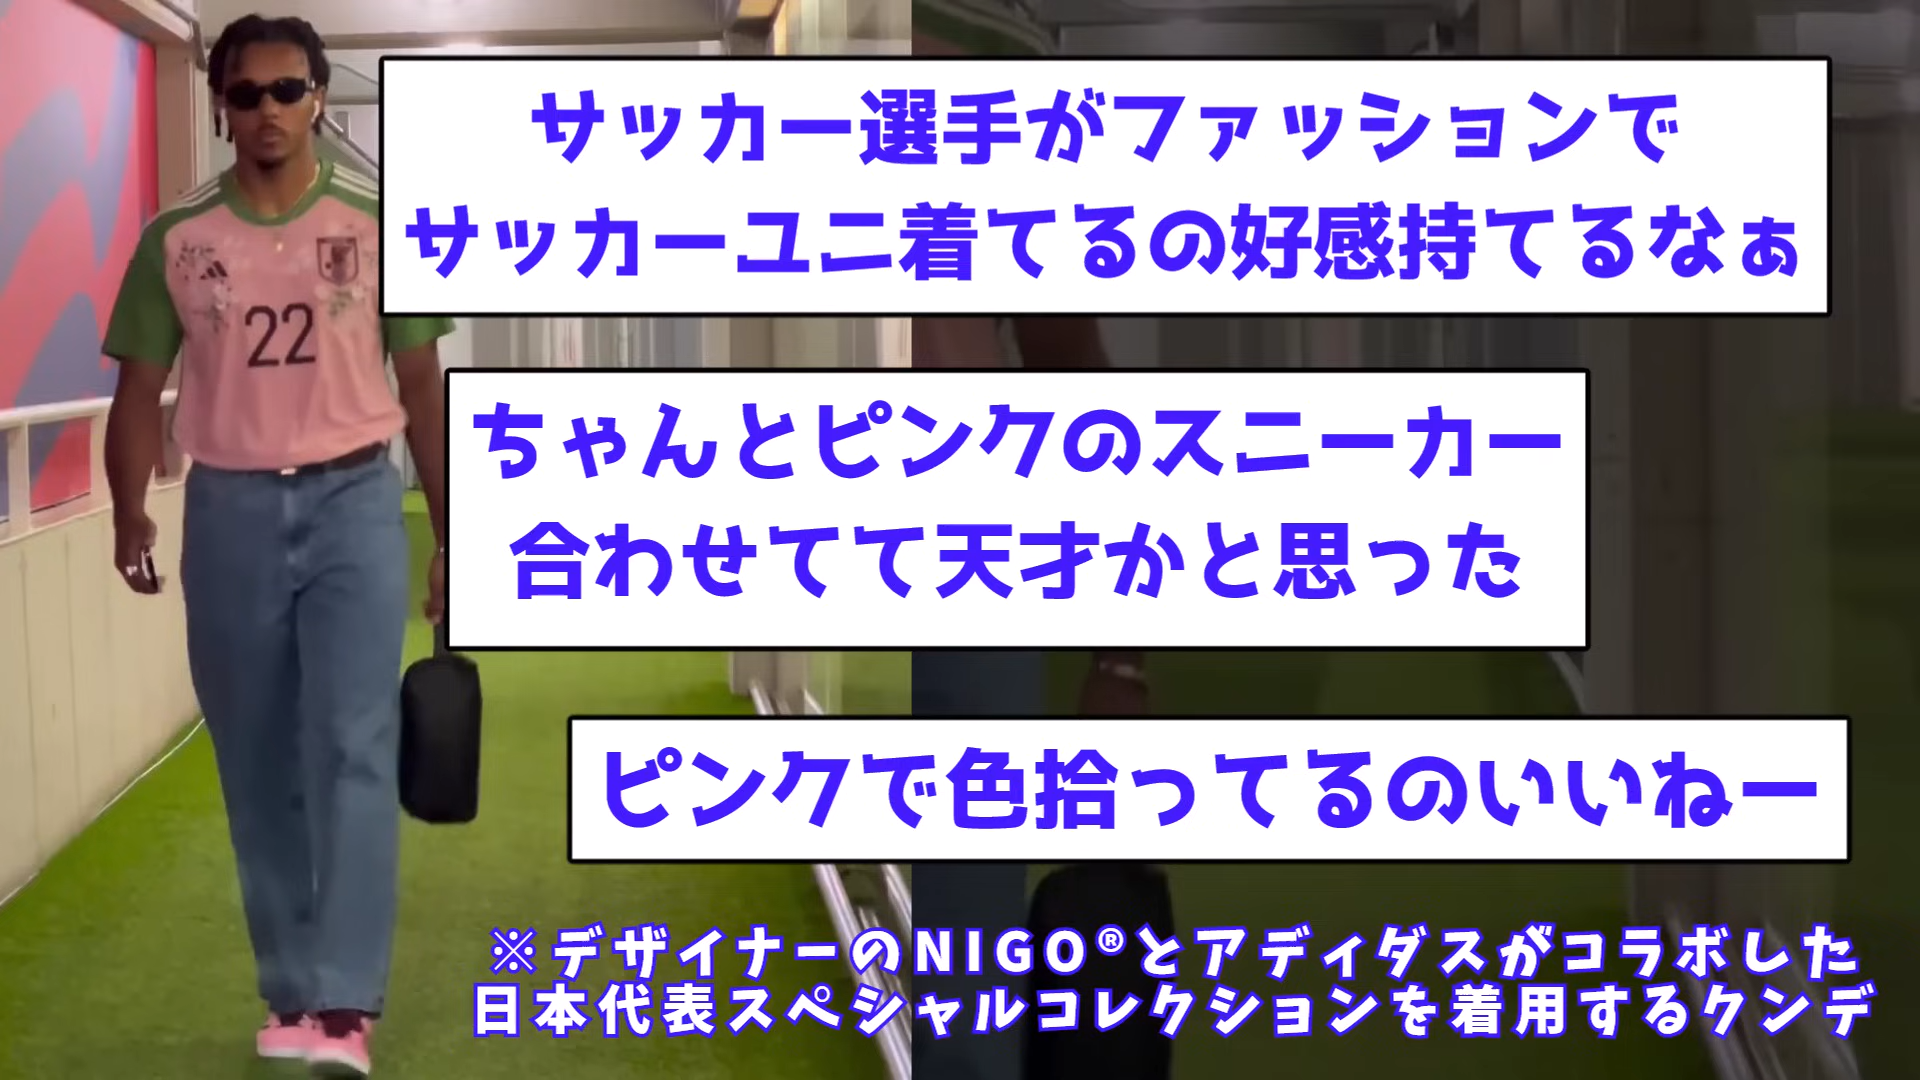 サッカー選手がファッションで
サッカーユニ着てるの好感持てるなぁ
22
ちゃんとピンクのスニーカー
合わせてて天才かと思った
ピンクで色拾ってるのいいねー
※デザイナーのNIGO®とアディダスがコラボした
日本代表スペシャルコレクションを着用するクンデ